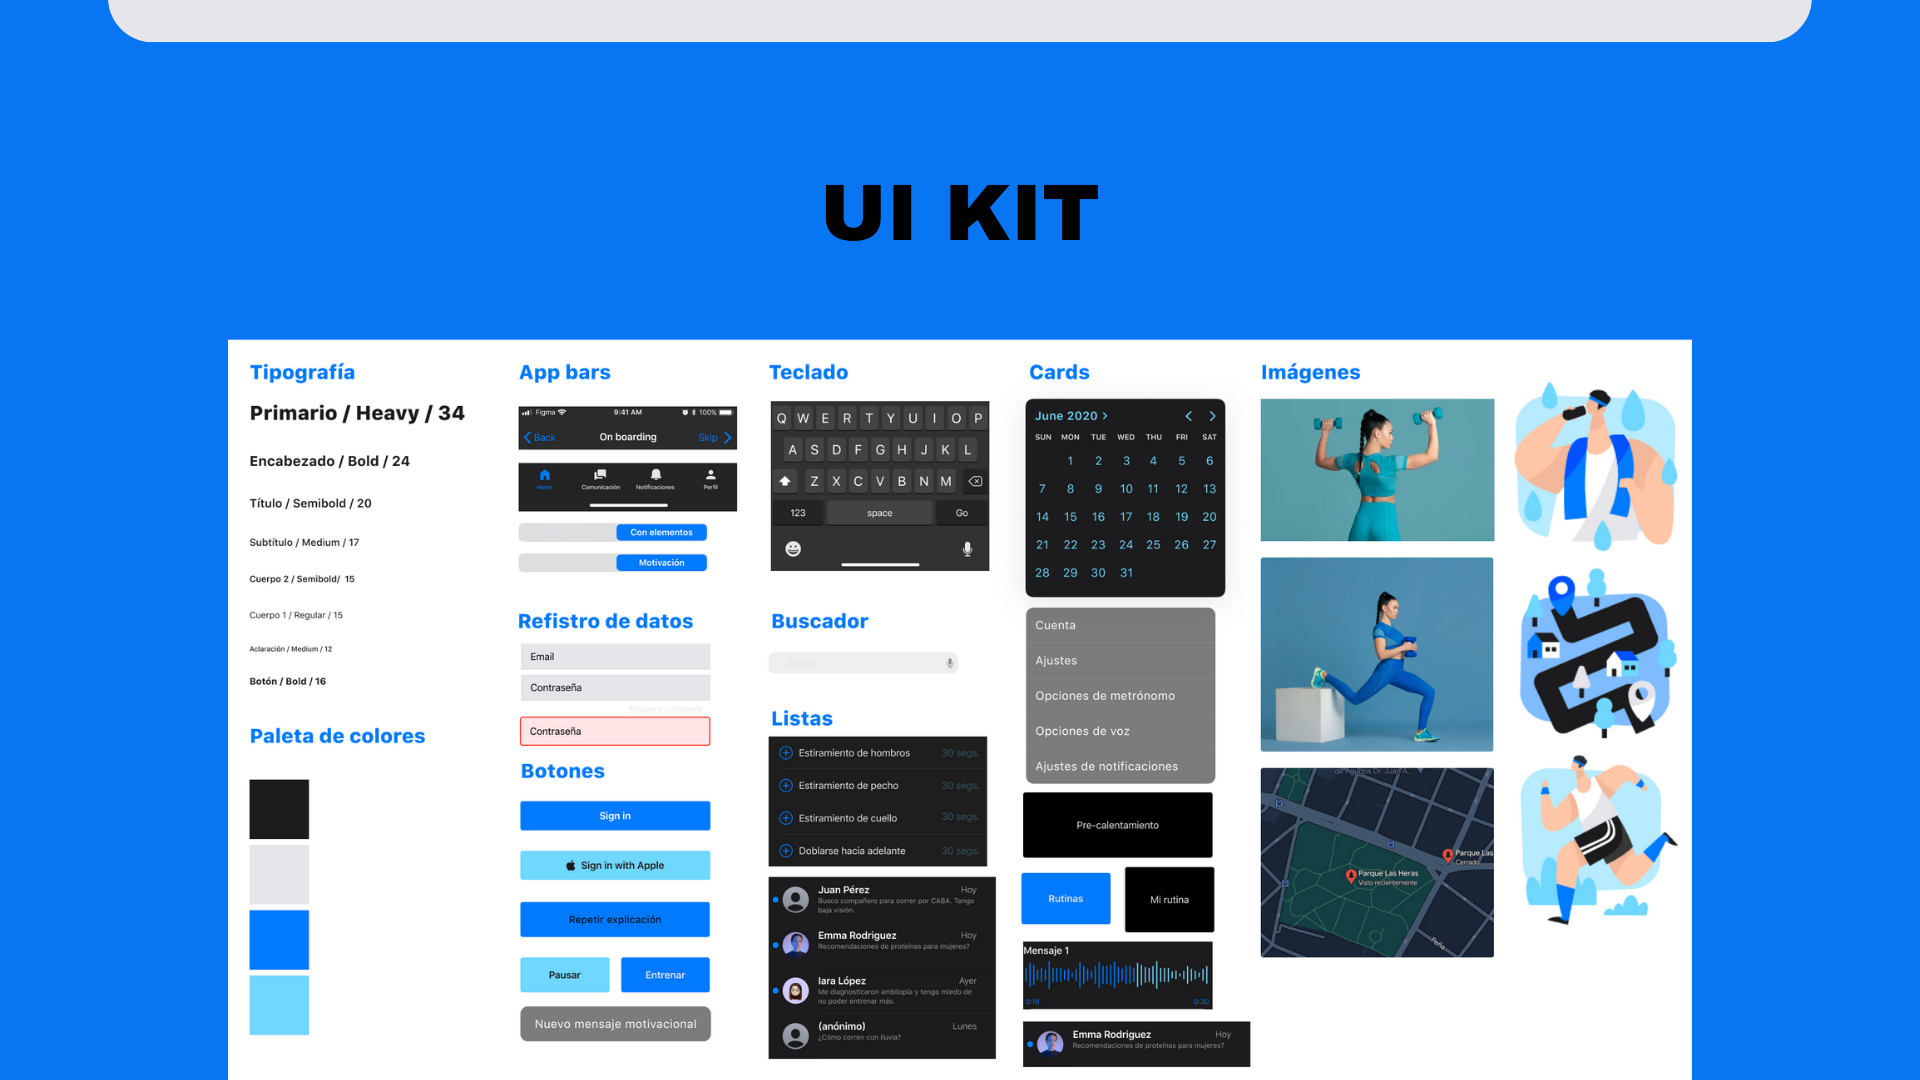 UI KIT
Tipografía
Primario / Heavy / 34
Encabezado / Bold / 24
Título / Semibold / 20
Subtítulo / Medium / 17
Cuerpo 2 / Semibold/ 15
Cuerpo 1 / Regular / 15
Aclaración / Medium / 12
Botón / Bold / 16
Paleta de colores
App bars
Figma 9:41 AM 100%
Back On boarding Skip
Home Comunicación Notificaciones Perfil
Con elementos
Motivación
Refistro de datos
Email
Contraseña
Recuperar contraseña
Contraseña
Botones
Sign in
Sign in with Apple
Repetir explicación
Pausar Entrenar
Nuevo mensaje motivacional
Teclado
Q W E R T Y U I O P
A S D F G H J K L
Z X C V B N M
123 space Go
Buscador
Search
Listas
Estiramiento de hombros 30 segs.
Estiramiento de pecho 30 segs.
Estiramiento de cuello 30 segs.
Doblarse hacia adelante 30 segs.
Juan Pérez Hoy
Busco compañero para correr por CABA. Tengo
baja visión.
Emma Rodriguez Hoy
Recomendaciones de proteínas para mujeres?
Iara López Ayer
Me diagnosticaron ambliopía y tengo miedo de
no poder entrenar más.
(anónimo) Lunes
¿Cómo corren con lluvia?
Cards
June 2020
SUN MON TUE WED THU FRI SAT
1 2 3 4 5 6
7 8 9 10 11 12 13
14 15 16 17 18 19 20
21 22 23 24 25 26 27
28 29 30 31
Cuenta
Ajustes
Opciones de metrónomo
Opciones de voz
Ajustes de notificaciones
Pre-calentamiento
Rutinas Mi rutina
Mensaje 1
0:16 0:30
Emma Rodriguez Hoy
Recomendaciones de proteínas para mujeres?
Imágenes
Parque Las
Cerrado
Parque Las Heras
Visto recientemente
Peña